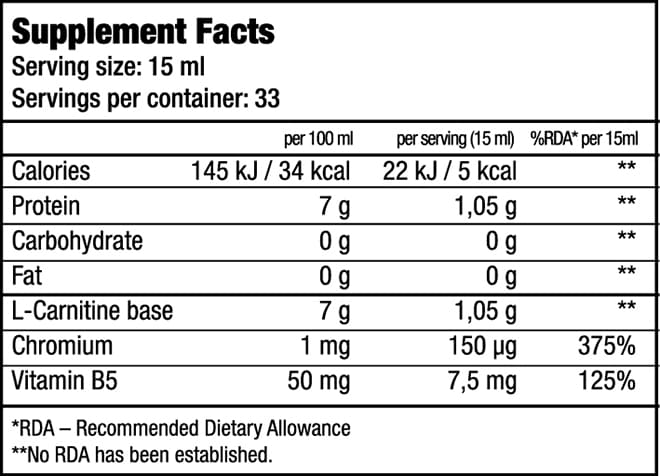 Supplement Facts
Serving size: 15 ml
Servings per container: 33
per 100 ml per serving (15 ml) %RDA* per 15ml
Calories 145 kJ / 34 kcal 22 kJ / 5 kcal **
Protein 7 g 1,05 g **
Carbohydrate 0 g 0 g **
Fat 0 g 0 g **
L-Carnitine base 7 g 1,05 g **
Chromium 1 mg 150 µg 375%
Vitamin B5 50 mg 7,5 mg 125%
*RDA – Recommended Dietary Allowance
**No RDA has been established.